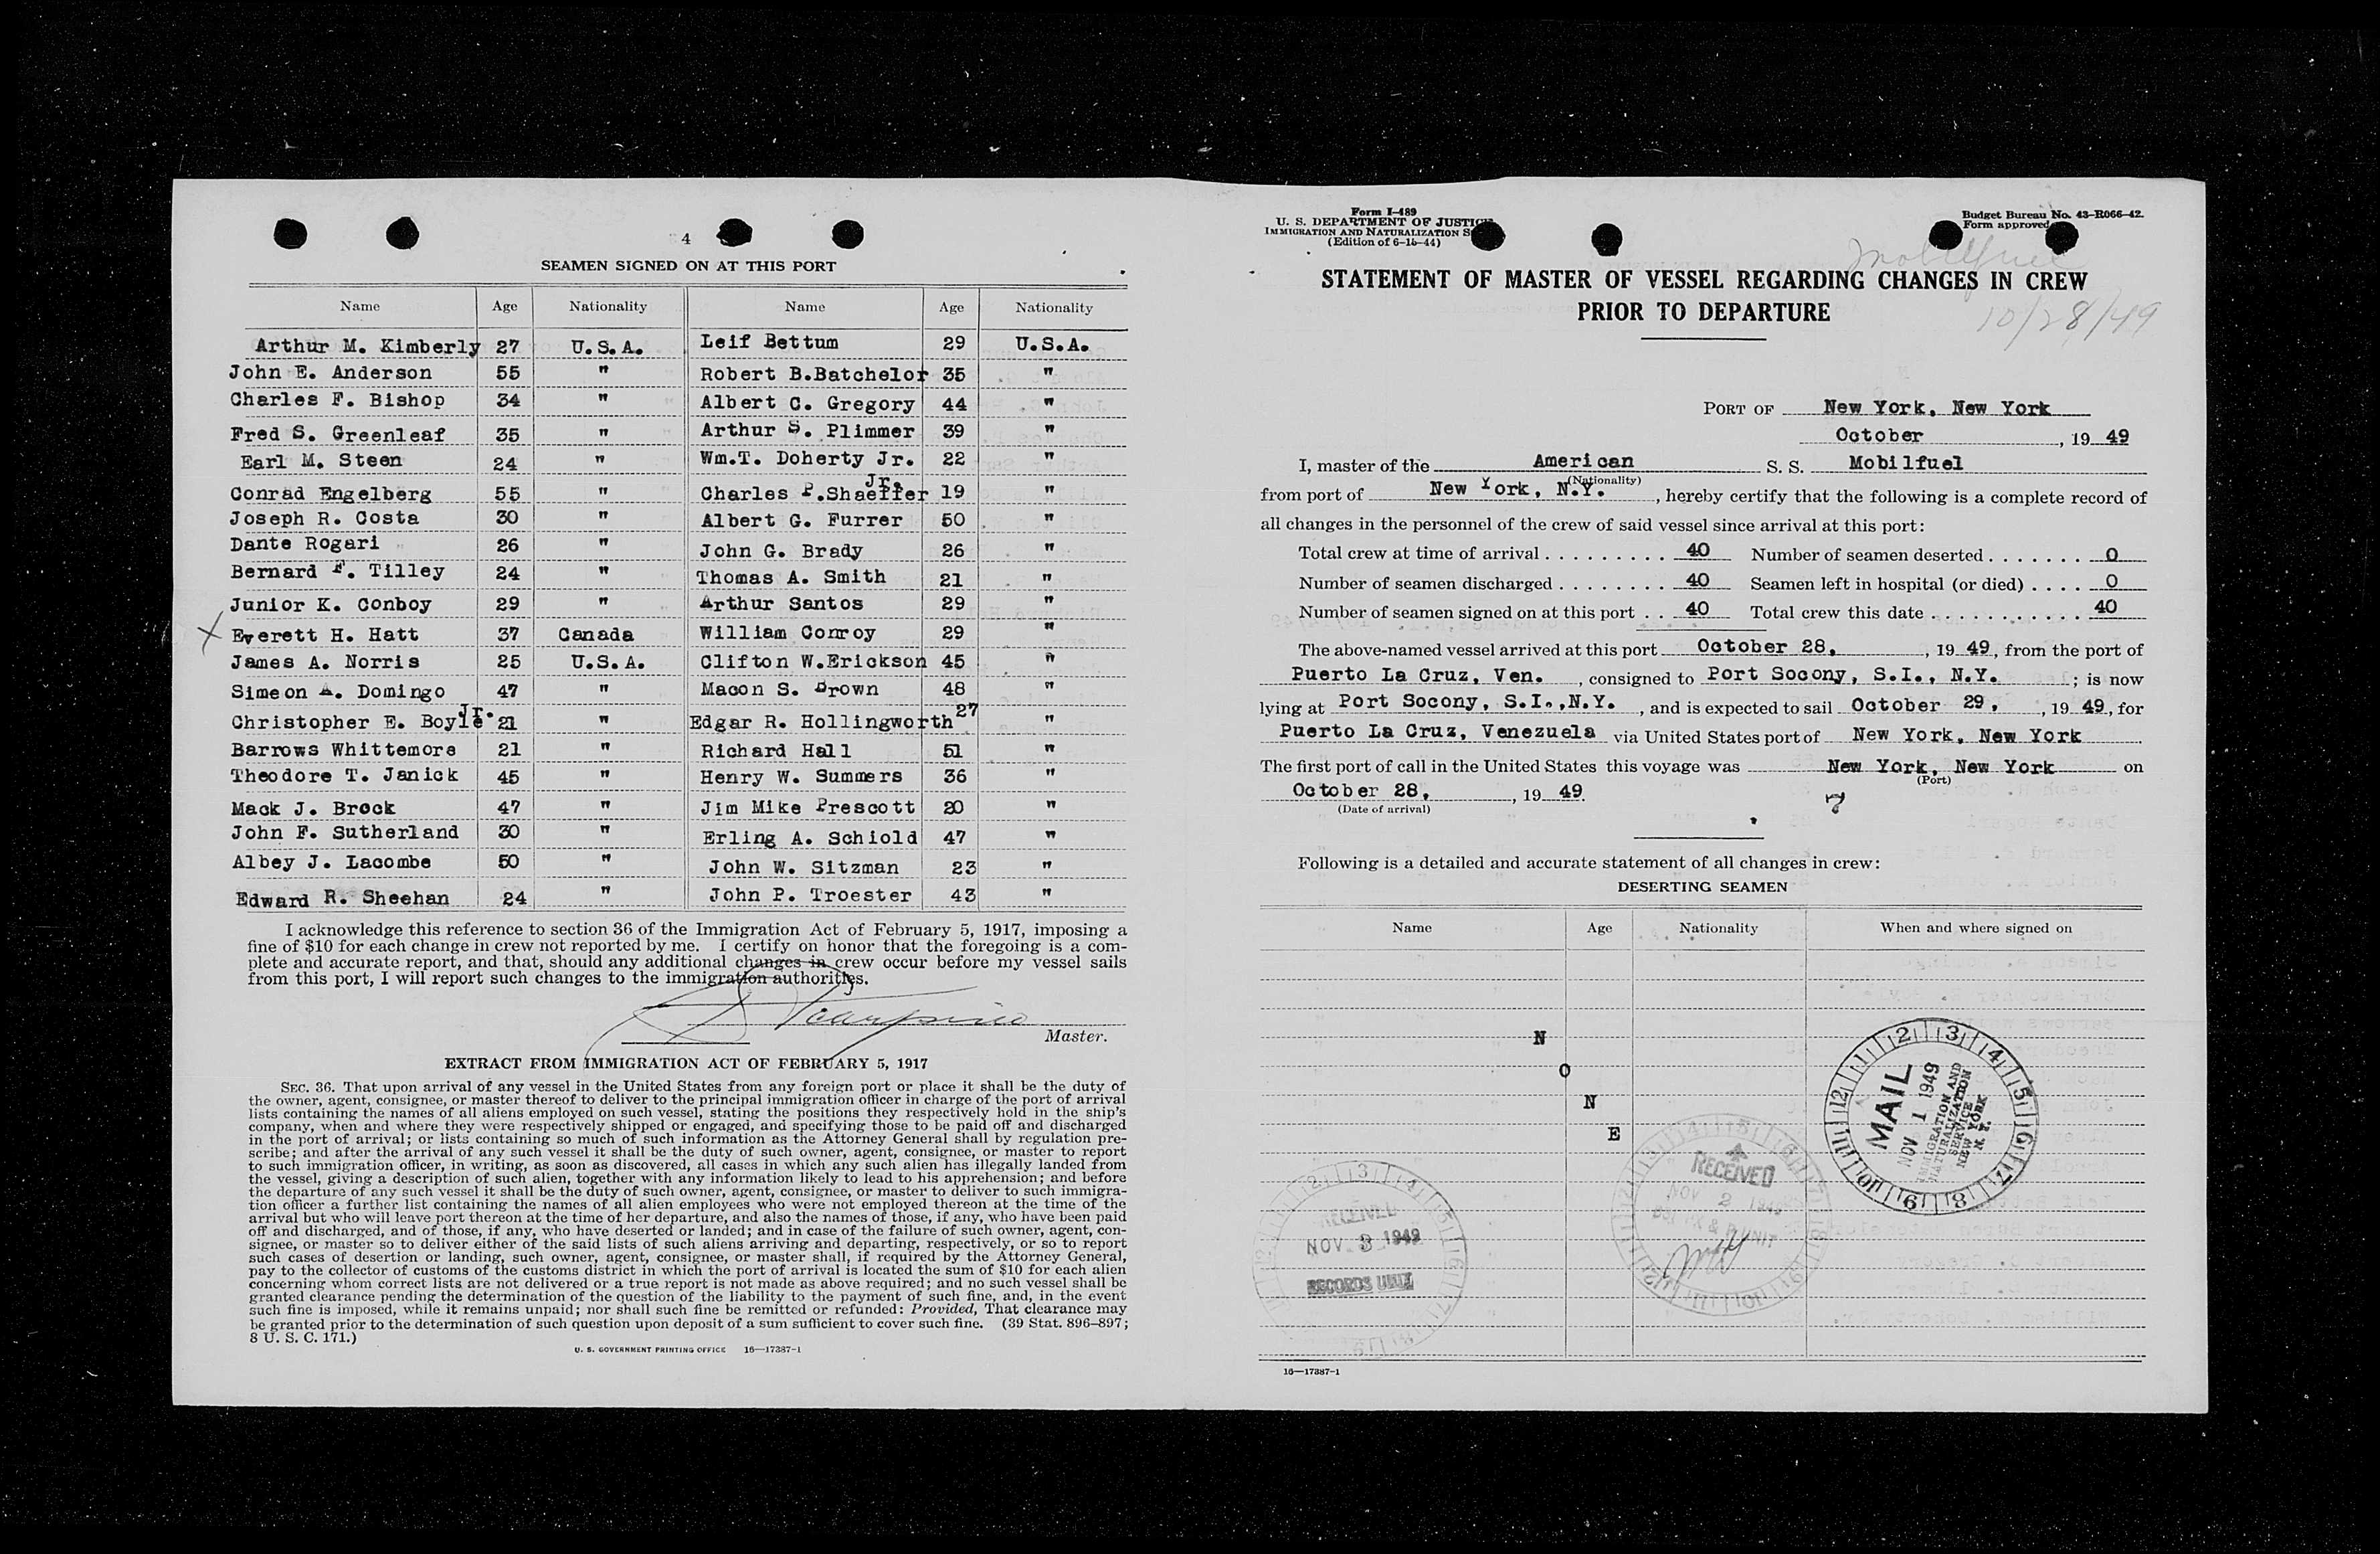 4
SEAMEN SIGNED ON AT THIS PORT
Name Age Nationality Name Age Nationality
Arthur M. Kimberly 27 U.S.A. Leif Bettum 29 U.S.A.
John E. Anderson 55 " Robert B.Batchelor 35 "
Charles F. Bishop 34 " Albert C. Gregory 44 "
Fred S. Greenleaf 35 " Arthur S. Plimmer 39 "
Earl M. Steen 24 " Wm.T. Doherty Jr. 22 "
Conrad Engelberg 55 " Charles P.Shaeffer Jr. 19 "
Joseph R. Costa 30 " Albert G. Furrer 50 "
Dante Rogari 26 " John G. Brady 26 "
Bernard F. Tilley 24 " Thomas A. Smith 21 "
Junior K. Conboy 29 " Arthur Santos 29 "
X Everett H. Hatt 37 Canada William Conroy 29 "
James A. Norris 25 U.S.A. Clifton W.Erickson 45 "
Simeon A. Domingo 47 " Macon S. Brown 48 "
Christopher E. Boyle Jr. 21 " Edgar R. Hollingworth 27 "
Barrows Whittemore 21 " Richard Hall 51 "
Theodore T. Janick 45 " Henry W. Summers 36 "
Mack J. Brock 47 " Jim Mike Prescott 20 "
John F. Sutherland 30 " Erling A. Schiold 47 "
Albey J. Lacombe 50 " John W. Sitzman 23 "
Edward R. Sheehan 24 " John P. Troester 43 "
I acknowledge this reference to section 36 of the Immigration Act of February 5, 1917, imposing a
fine of $10 for each change in crew not reported by me. I certify on honor that the foregoing is a com-
plete and accurate report, and that, should any additional changes in crew occur before my vessel sails
from this port, I will report such changes to the immigration authorities.
Master.
EXTRACT FROM IMMIGRATION ACT OF FEBRUARY 5, 1917
SEC. 36. That upon arrival of any vessel in the United States from any foreign port or place it shall be the duty of
the owner, agent, consignee, or master thereof to deliver to the principal immigration officer in charge of the port of arrival
lists containing the names of all aliens employed on such vessel, stating the positions they respectively hold in the ship's
company, when and where they were respectively shipped or engaged, and specifying those to be paid off and discharged
in the port of arrival; or lists containing so much of such information as the Attorney General shall by regulation pre-
scribe; and after the arrival of any such vessel it shall be the duty of such owner, agent, consignee, or master to report
to such immigration officer, in writing, as soon as discovered, all cases in which any such alien has illegally landed from
the vessel, giving a description of such alien, together with any information likely to lead to his apprehension; and before
the departure of any such vessel it shall be the duty of such owner, agent, consignee, or master to deliver to such immigra-
tion officer a further list containing the names of all alien employees who were not employed thereon at the time of the
arrival but who will leave port thereon at the time of her departure, and also the names of those, if any, who have been paid
off and discharged, and of those, if any, who have deserted or landed; and in case of the failure of such owner, agent, con-
signee, or master so to deliver either of the said lists of such aliens arriving and departing, respectively, or so to report
such cases of desertion or landing, such owner, agent, consignee, or master shall, if required by the Attorney General,
pay to the collector of customs of the customs district in which the port of arrival is located the sum of $10 for each alien
concerning whom correct lists are not delivered or a true report is not made as above required; and no such vessel shall be
granted clearance pending the determination of the question of the liability to the payment of such fine, and, in the event
such fine is imposed, while it remains unpaid; nor shall such fine be remitted or refunded: Provided, That clearance may
be granted prior to the determination of such question upon deposit of a sum sufficient to cover such fine. (39 Stat. 896–897;
8 U. S. C. 171.)
U. S. GOVERNMENT PRINTING OFFICE 16—17387-1
Form I-489
U. S. DEPARTMENT OF JUSTICE
IMMIGRATION AND NATURALIZATION S
(Edition of 6-15-44)
Budget Bureau No. 43-R066-42.
Form approved
Mobilfuel
10/28/49
STATEMENT OF MASTER OF VESSEL REGARDING CHANGES IN CREW
PRIOR TO DEPARTURE
PORT OF New York, New York
October , 19 49
I, master of the American S. S. Mobilfuel
(Nationality)
from port of New York, N.Y. , hereby certify that the following is a complete record of
all changes in the personnel of the crew of said vessel since arrival at this port:
Total crew at time of arrival . . . . . . . . . 40 Number of seamen deserted . . . . . . . 0
Number of seamen discharged . . . . . . . . 40 Seamen left in hospital (or died) . . . . 0
Number of seamen signed on at this port . . 40 Total crew this date . . . . . . . . . . . 40
The above-named vessel arrived at this port October 28, , 19 49, from the port of
Puerto La Cruz, Ven. , consigned to Port Socony, S.I., N.Y. ; is now
lying at Port Socony, S.I.,N.Y. , and is expected to sail October 29, , 19 49, for
Puerto La Cruz, Venezuela via United States port of New York, New York
The first port of call in the United States this voyage was New York, New York on
(Port)
October 28, , 19 49.
(Date of arrival)
Following is a detailed and accurate statement of all changes in crew:
DESERTING SEAMEN
Name Age Nationality When and where signed on
N
O
N
E
MAIL
NOV 1 1949
IMMIGRATION AND
NATURALIZATION
SERVICE
NEW YORK
N. Y.
RECEIVED
NOV 2 1949
RECEIVED
NOV 3 1949
RECORDS UNIT
16—17387-1